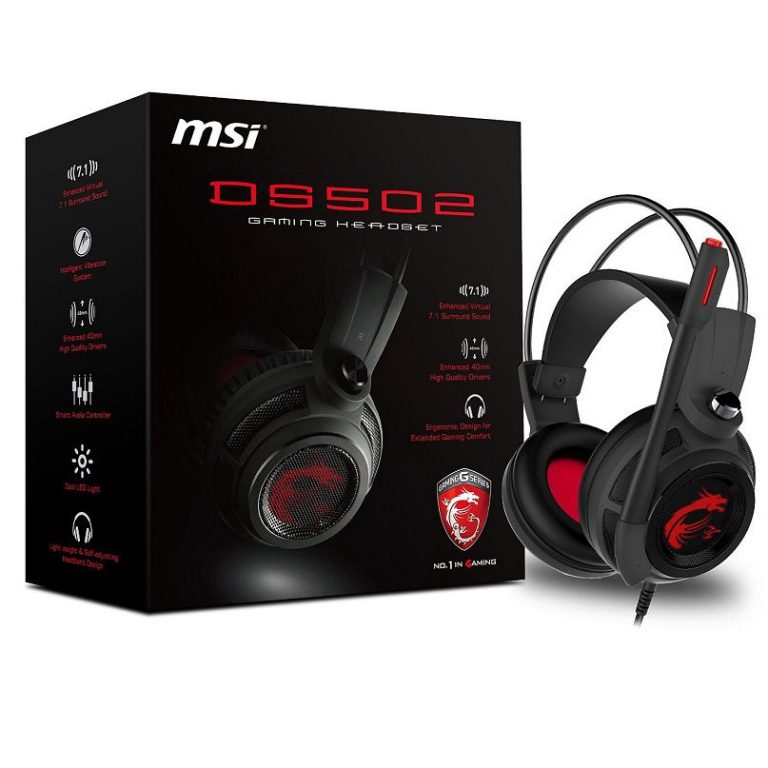 ((7.1))
Enhanced Virtual
7.1 Surround Sound
Intelligent Vibration
System
40mm
Enhanced 40mm
High Quality Drivers
Smart Audio Controller
Cool LED Light
Light weight & Self-adjusting
Headband Design
msi
DS502
GAMING HEADSET
((7.1))
Enhanced Virtual
7.1 Surround Sound
40mm
Enhanced 40mm
High Quality Drivers
Ergonomic Design for
Extended Gaming Comfort
GAMING G SERIES
NO.1 IN GAMING
R